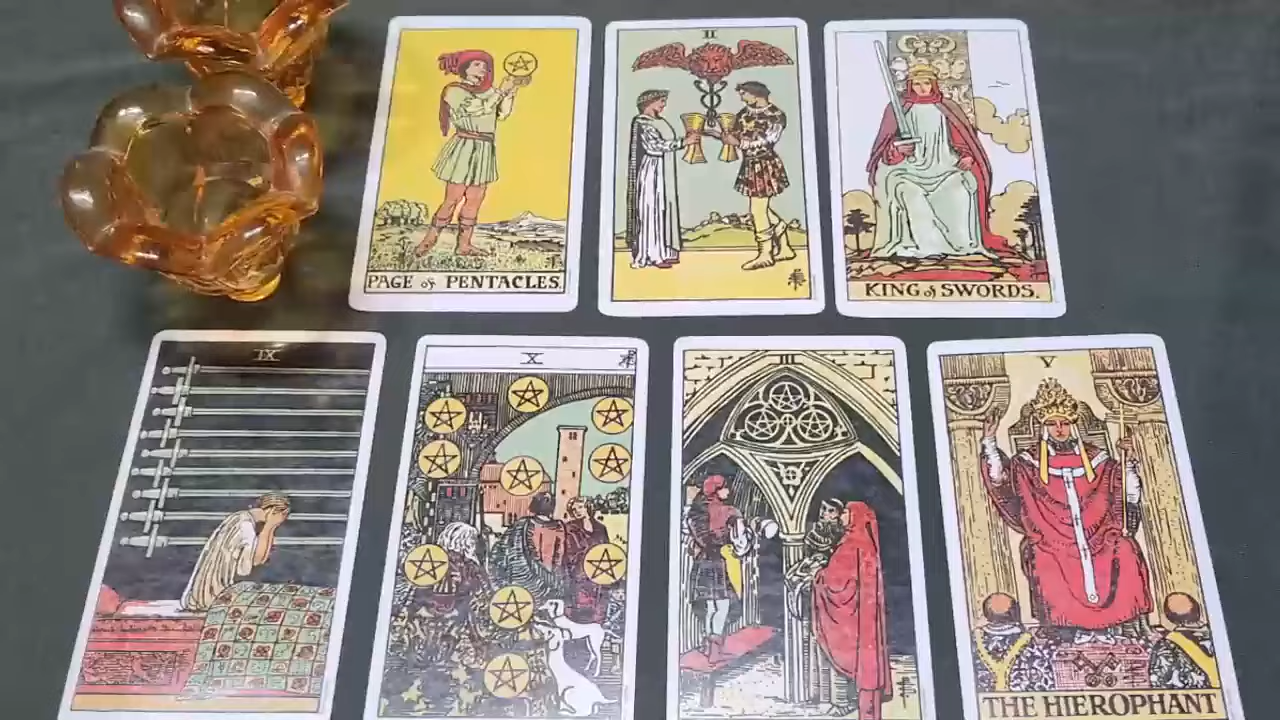 PAGE of PENTACLES.
II
KING of SWORDS.
IX
X
III
V
THE HIEROPHANT